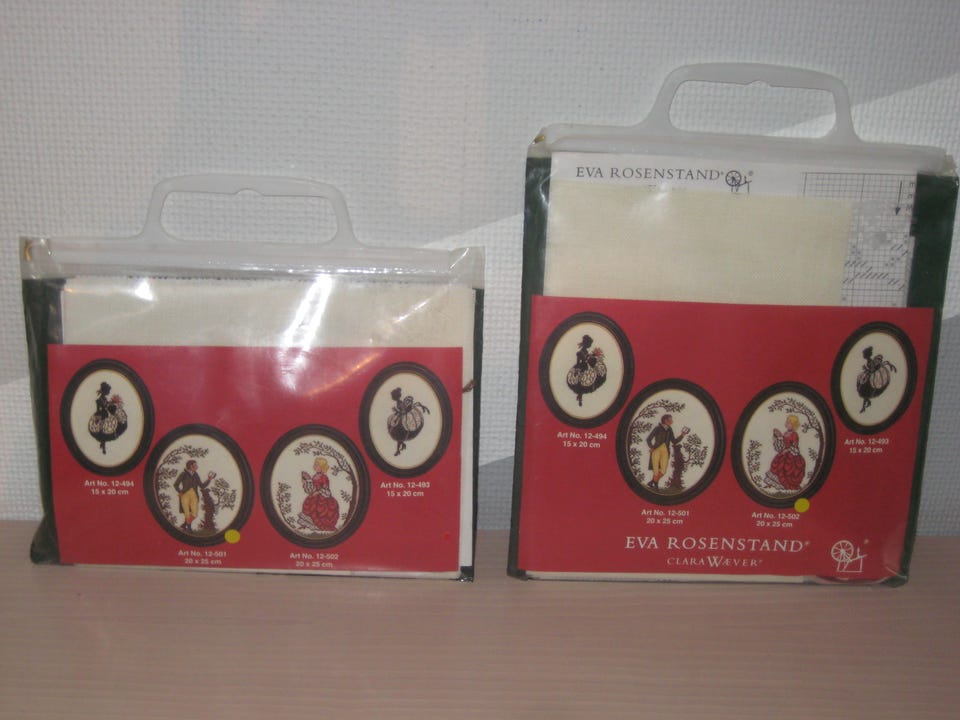 Art No. 12-494
15 x 20 cm
Art No. 12-493
15 x 20 cm
Art No. 12-501
20 x 25 cm
Art No. 12-502
20 x 25 cm
EVA ROSENSTAND®
Art No. 12-494
15 x 20 cm
Art No. 12-493
15 x 20 cm
Art No. 12-501
20 x 25 cm
Art No. 12-502
20 x 25 cm
EVA ROSENSTAND®
CLARA WÆVER®